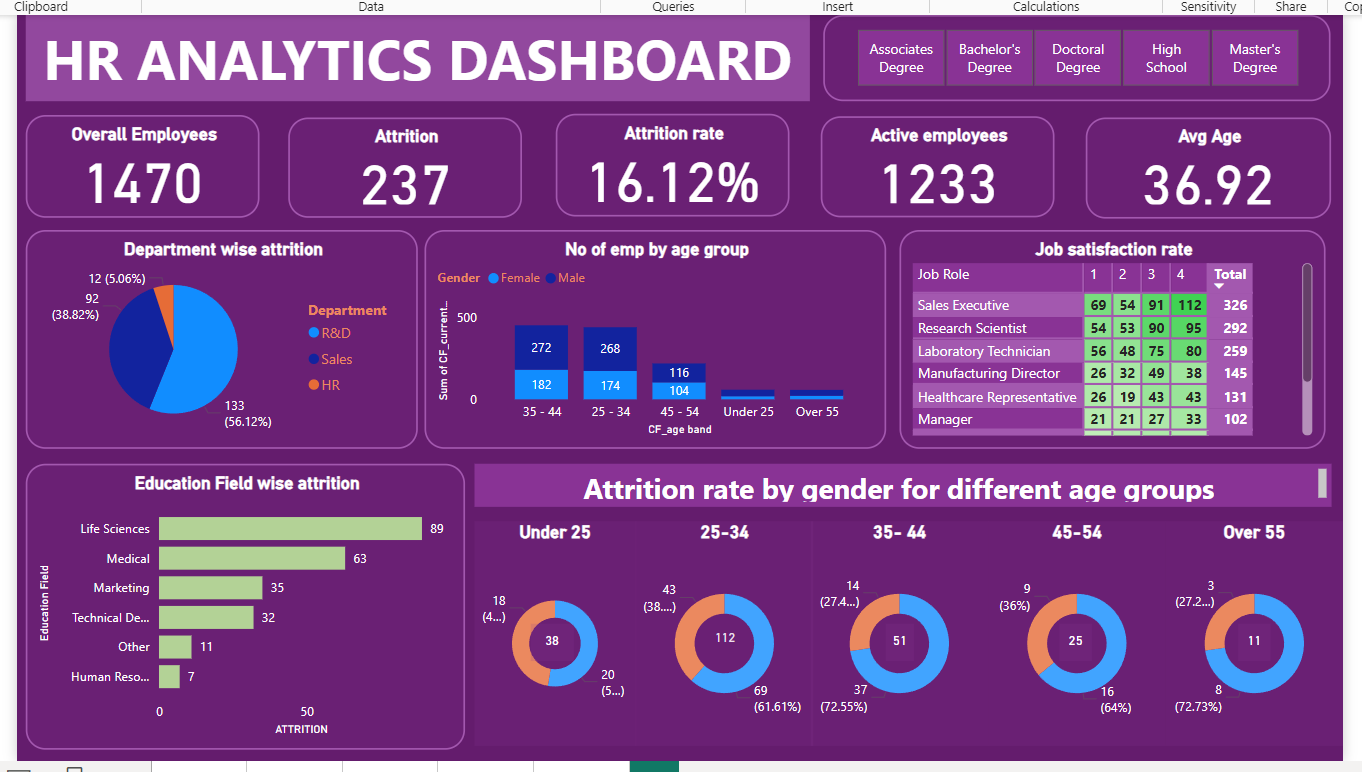 Clipboard
Data
Queries
Insert
Calculations
Sensitivity
Share
HR ANALYTICS DASHBOARD
Associates
Degree
Bachelor's
Degree
Doctoral
Degree
High
School
Master's
Degree
Overall Employees
1470
Attrition
237
Attrition rate
16.12%
Active employees
1233
Avg Age
36.92
Department wise attrition
12 (5.06%)
92
(38.82%)
133
(56.12%)
Department
R&D
Sales
HR
No of emp by age group
Gender Female Male
Sum of CF_current...
500
0
272
182
268
174
116
104
35 - 44
25 - 34
45 - 54
Under 25
Over 55
CF_age band
Job satisfaction rate
Job Role 1 2 3 4 Total
Sales Executive 69 54 91 112 326
Research Scientist 54 53 90 95 292
Laboratory Technician 56 48 75 80 259
Manufacturing Director 26 32 49 38 145
Healthcare Representative 26 19 43 43 131
Manager 21 21 27 33 102
Education Field wise attrition
Education Field
Life Sciences 89
Medical 63
Marketing 35
Technical De... 32
Other 11
Human Reso... 7
0 50
ATTRITION
Attrition rate by gender for different age groups
Under 25
18
(4...)
38
20
(5...)
25-34
43
(38....)
112
69
(61.61%)
35- 44
14
(27.4...)
51
37
(72.55%)
45-54
9
(36%)
25
16
(64%)
Over 55
3
(27.2...)
11
8
(72.73%)